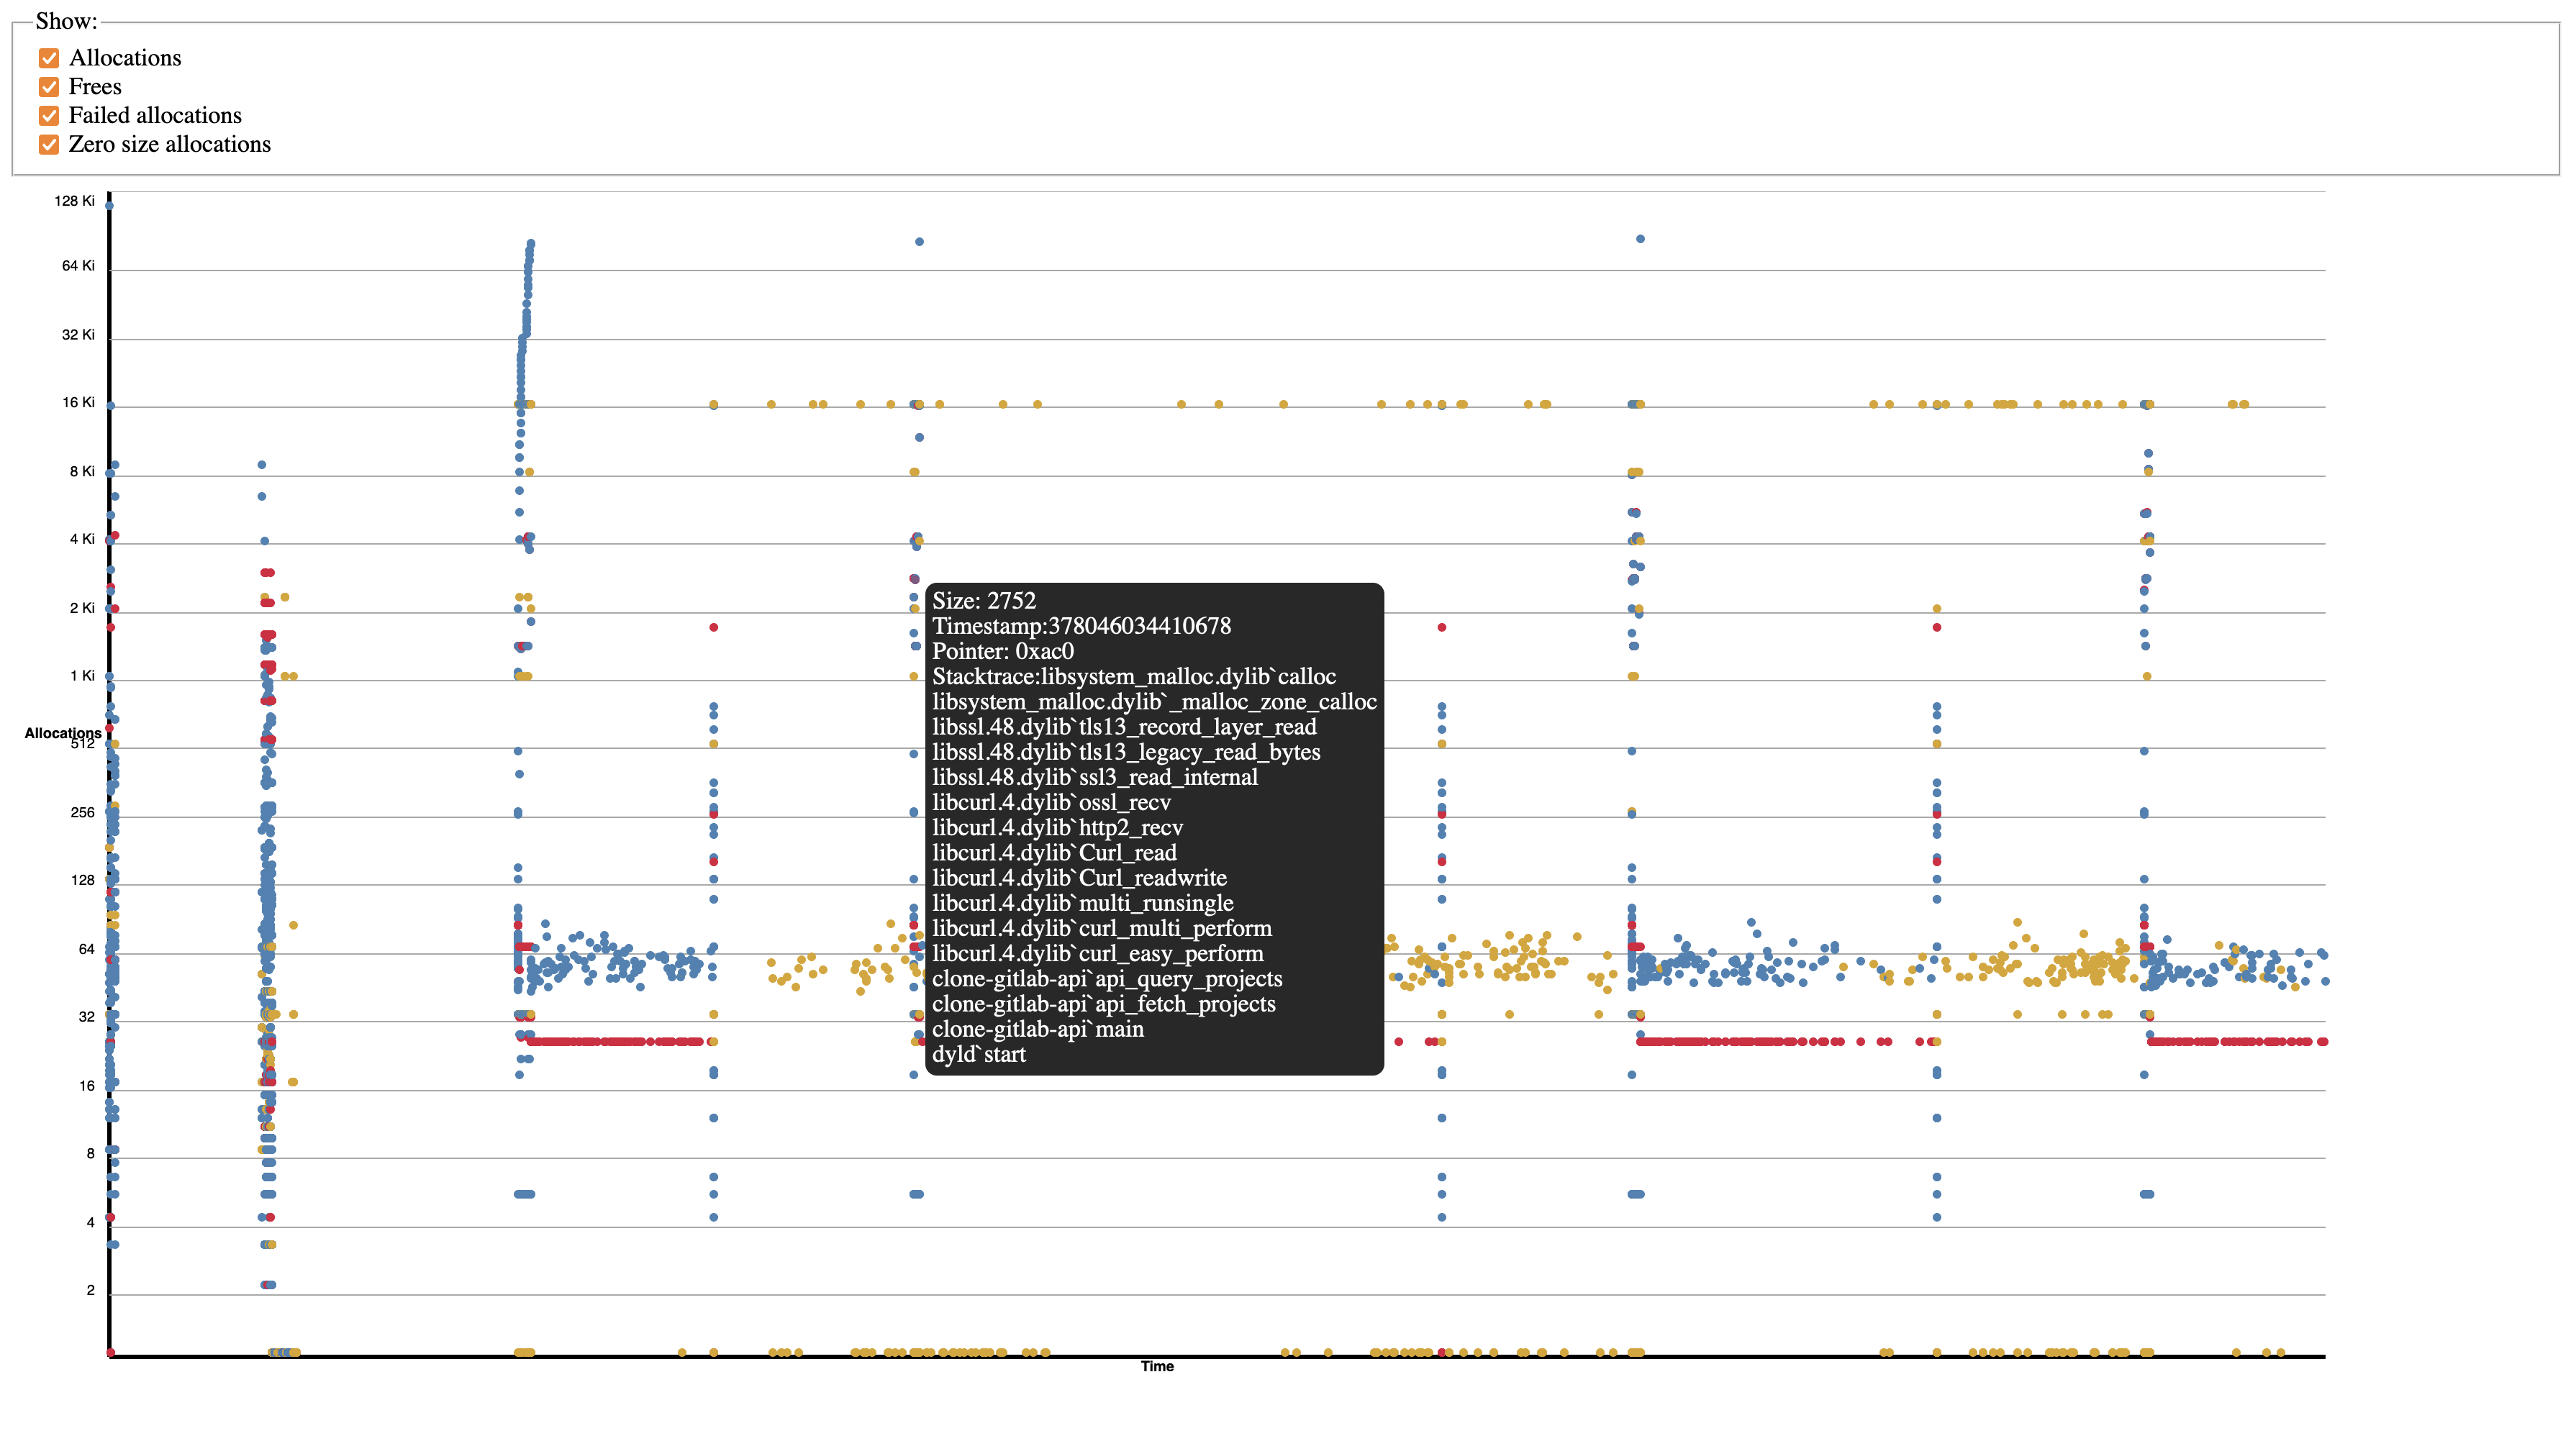 Show:
Allocations
Frees
Failed allocations
Zero size allocations
128 Ki
64 Ki
32 Ki
16 Ki
8 Ki
4 Ki
2 Ki
1 Ki
Allocations
512
256
128
64
32
16
8
4
2
Size: 2752
Timestamp:378046034410678
Pointer: 0xac0
Stacktrace:libsystem_malloc.dylib`calloc
libsystem_malloc.dylib`_malloc_zone_calloc
libssl.48.dylib`tls13_record_layer_read
libssl.48.dylib`tls13_legacy_read_bytes
libssl.48.dylib`ssl3_read_internal
libcurl.4.dylib`ossl_recv
libcurl.4.dylib`http2_recv
libcurl.4.dylib`Curl_read
libcurl.4.dylib`Curl_readwrite
libcurl.4.dylib`multi_runsingle
libcurl.4.dylib`curl_multi_perform
libcurl.4.dylib`curl_easy_perform
clone-gitlab-api`api_query_projects
clone-gitlab-api`api_fetch_projects
clone-gitlab-api`main
dyld`start
Time